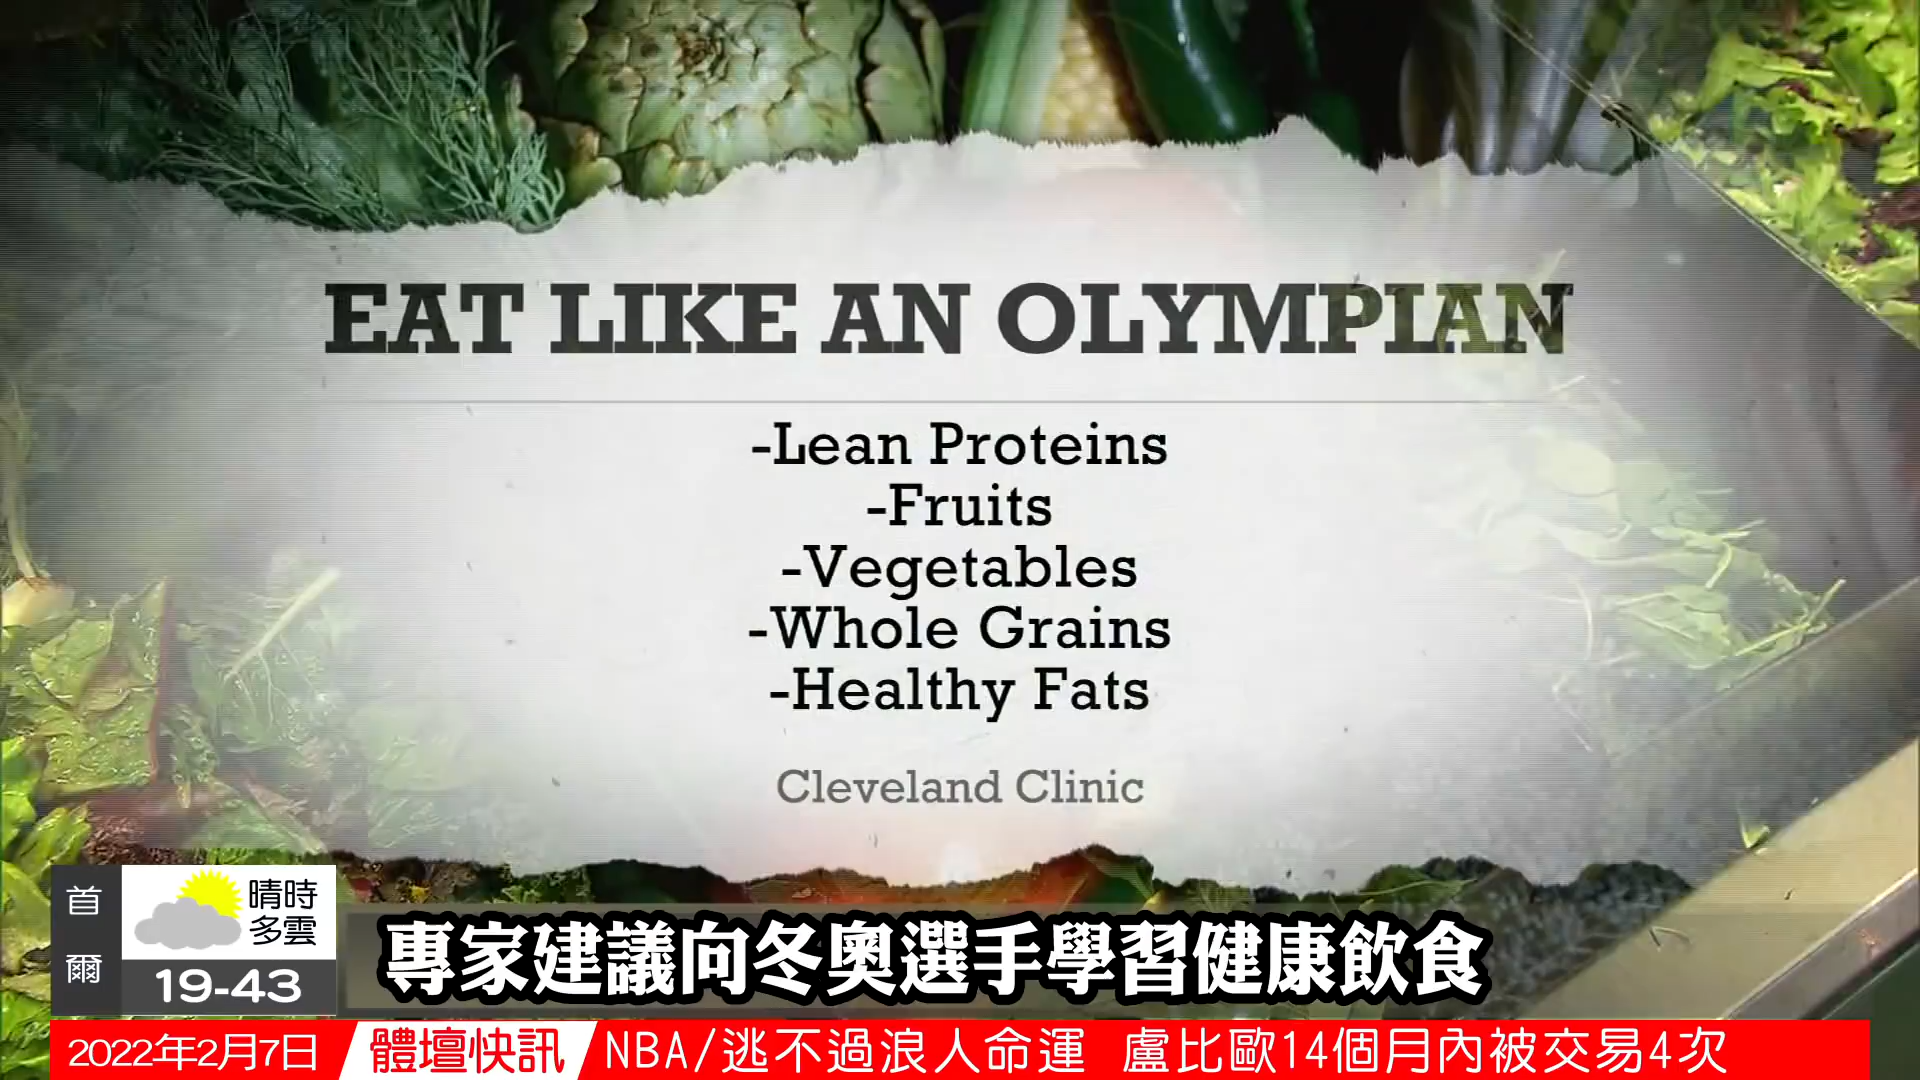 EAT LIKE AN OLYMPIAN
-Lean Proteins
-Fruits
-Vegetables
-Whole Grains
-Healthy Fats
Cleveland Clinic
首爾
晴時
多雲
19-43
專家建議向冬奧選手學習健康飲食
2022年2月7日
體壇快訊
NBA/逃不過浪人命運 盧比歐14個月內被交易4次